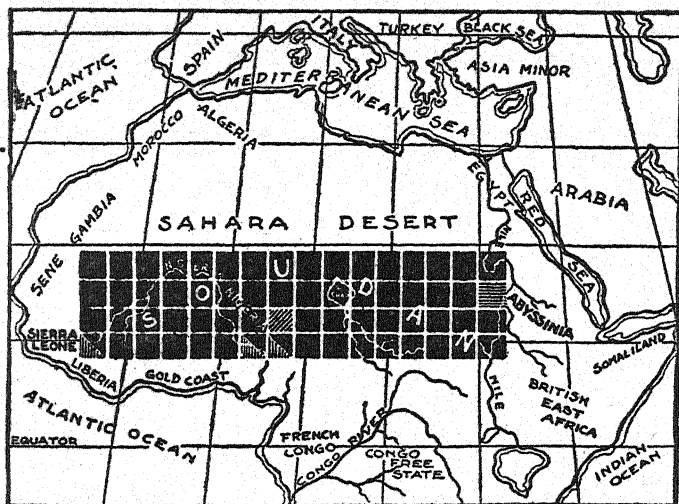 TURKEY
BLACK SEA
ITALY
SPAIN
ATLANTIC
OCEAN
ASIA MINOR
MEDITERRANEAN SEA
MOROCCO
ALGERIA
EGYPT
ARABIA
RED
SEA
SENE GAMBIA
SAHARA DESERT
NILE
SOUDAN
NIGER
ABYSSINIA
SIERRA
LEONE
LIBERIA
GOLD COAST
SOMALILAND
NILE
BRITISH
EAST
AFRICA
ATLANTIC OCEAN
EQUATOR
FRENCH
CONGO
CONGO RIVER
CONGO
FREE
STATE
INDIAN
OCEAN